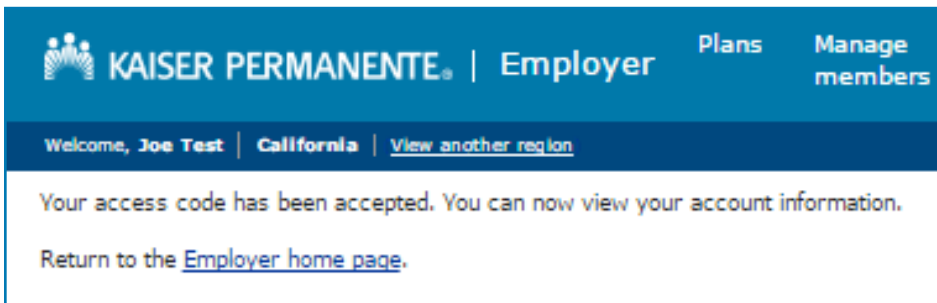 KAISER PERMANENTE® | Employer
Plans
Manage
members
Welcome, Joe Test | California | View another region
Your access code has been accepted. You can now view your account information.
Return to the Employer home page.